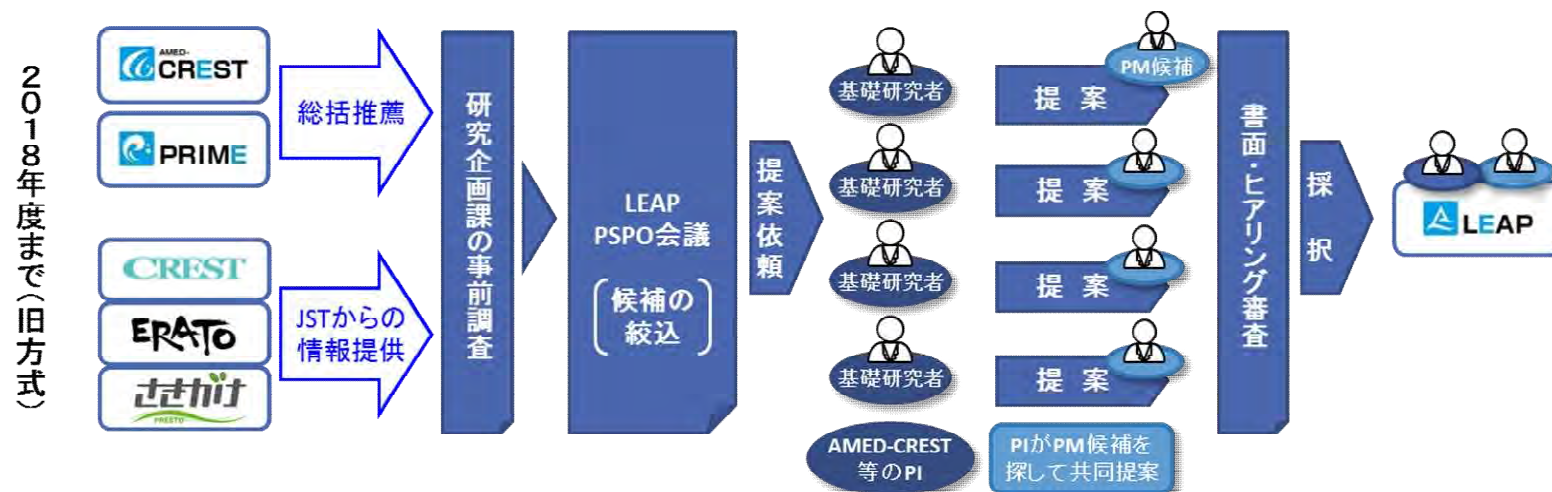 2018年度まで(旧方式)
AMED-
CREST
PRIME
総括推薦
CREST
ERATO
さきがけ
PRESTO
JSTからの
情報提供
研究企画課の事前調査
LEAP
PSPO会議
候補の
絞込
提案依頼
基礎研究者
基礎研究者
基礎研究者
基礎研究者
AMED-CREST
等のPI
PM候補
提 案
提 案
提 案
提 案
PIがPM候補を
探して共同提案
書面・ヒアリング審査
採択
LEAP